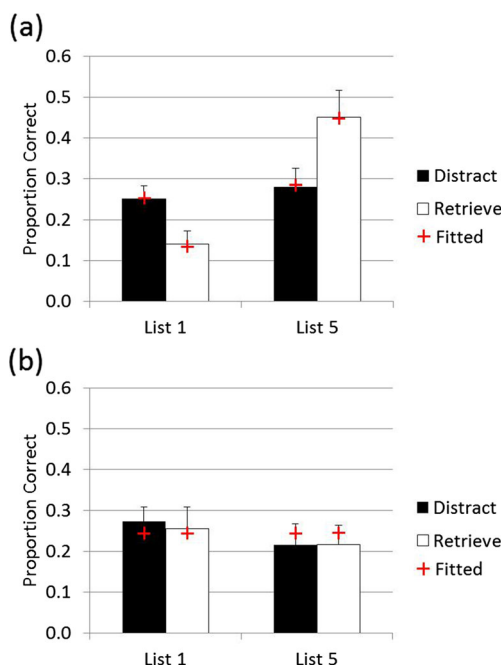 (a)
Proportion Correct
0.6
0.5
0.4
0.3
0.2
0.1
0.0
List 1
List 5
Distract
Retrieve
Fitted
(b)
Proportion Correct
0.6
0.5
0.4
0.3
0.2
0.1
0.0
List 1
List 5
Distract
Retrieve
Fitted